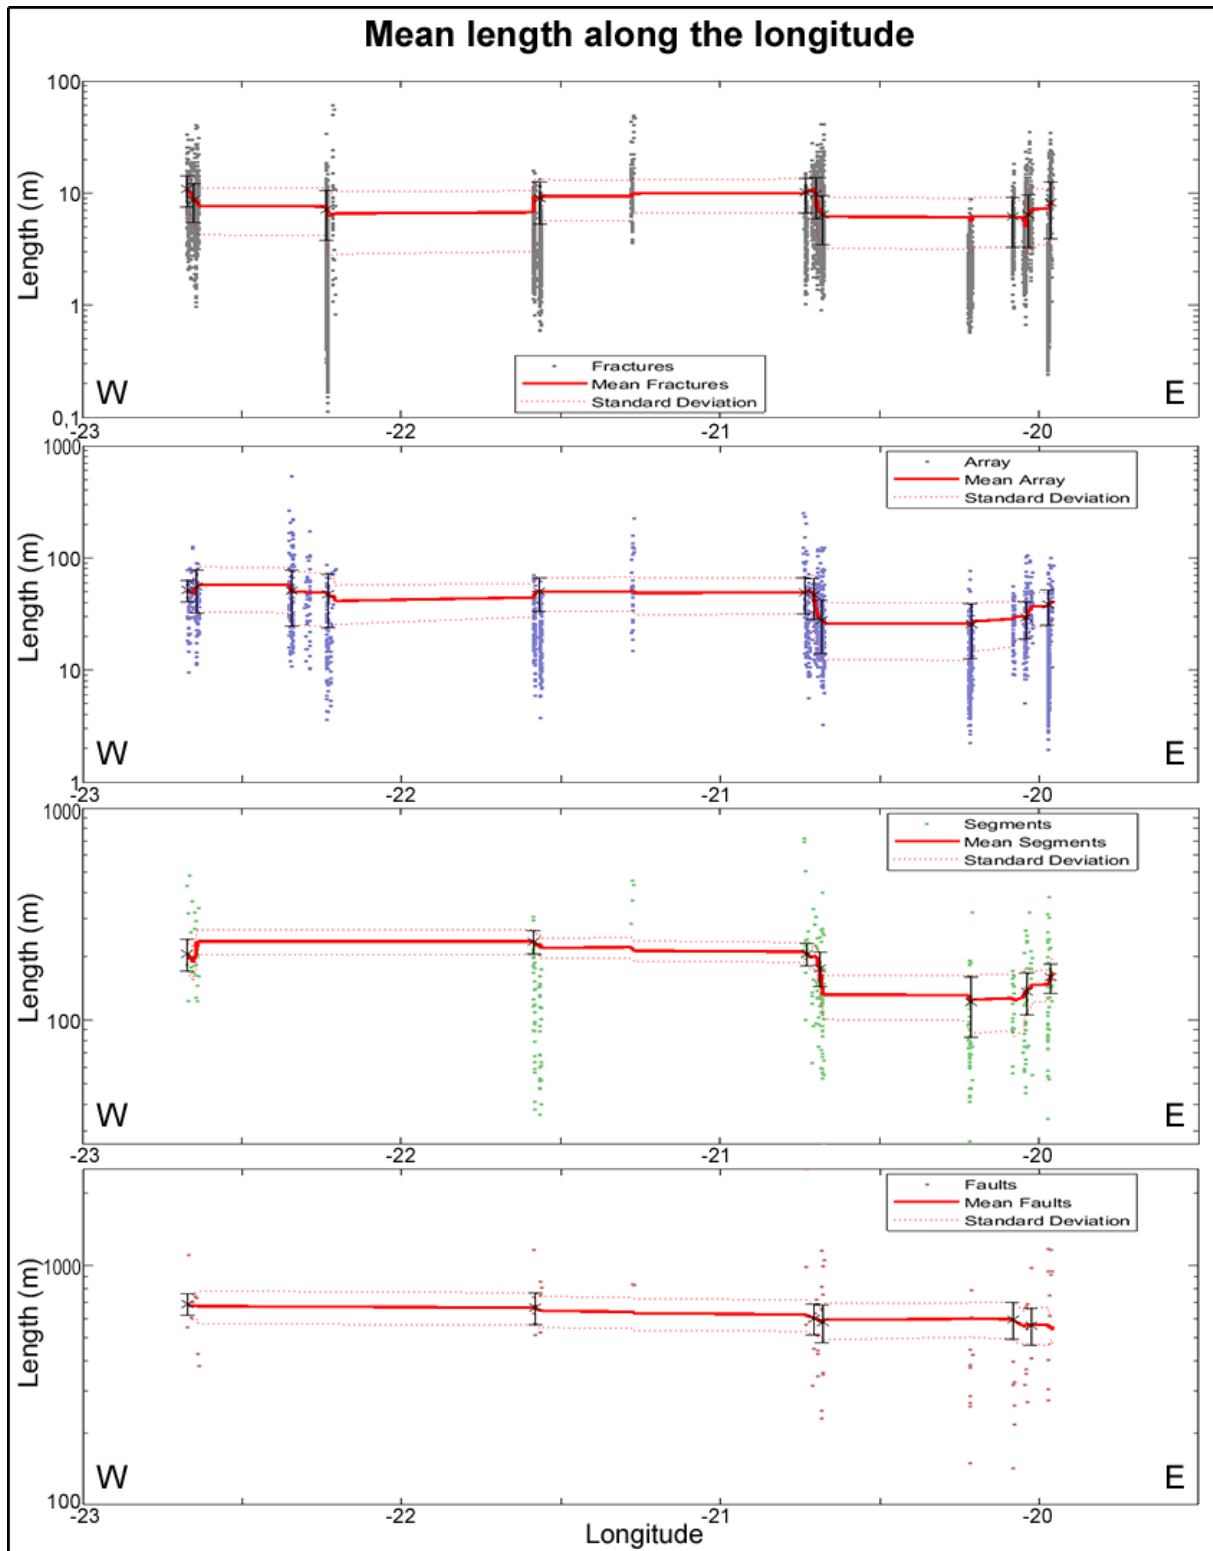 Mean length along the longitude
100
10
1
0.1
Length (m)
W
E
Fractures
Mean Fractures
Standard Deviation
-23
-22
-21
-20
1000
100
10
1
Length (m)
W
E
Array
Mean Array
Standard Deviation
-23
-22
-21
-20
1000
100
Length (m)
W
E
Segments
Mean Segments
Standard Deviation
-23
-22
-21
-20
1000
100
Length (m)
W
E
Faults
Mean Faults
Standard Deviation
-23
-22
-21
-20
Longitude